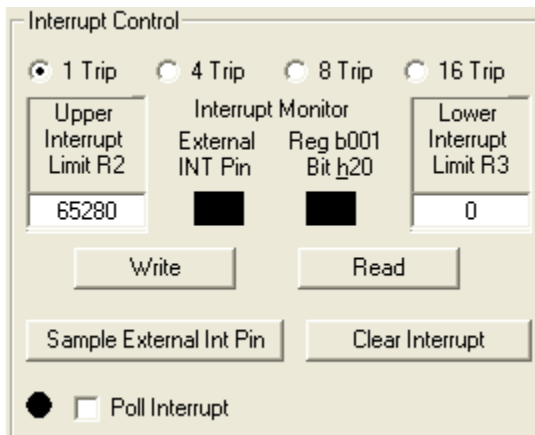 Interrupt Control
1 Trip 4 Trip 8 Trip 16 Trip
Upper
Interrupt
Limit R2
65280
Interrupt Monitor
External
INT Pin
Reg b001
Bit h20
Lower
Interrupt
Limit R3
0
Write
Read
Sample External Int Pin
Clear Interrupt
Poll Interrupt